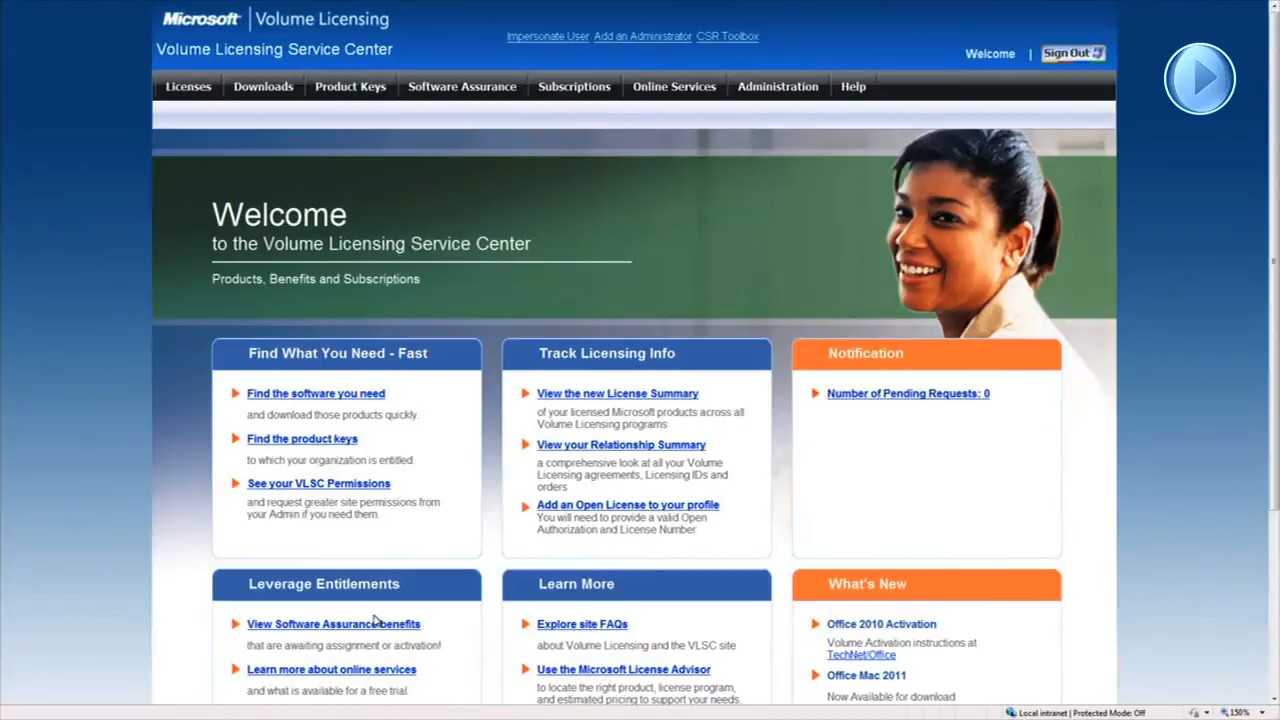 Microsoft | Volume Licensing
Volume Licensing Service Center
Impersonate User Add an Administrator CSR Toolbox
Welcome | Sign Out
Licenses Downloads Product Keys Software Assurance Subscriptions Online Services Administration Help
Welcome
to the Volume Licensing Service Center
Products, Benefits and Subscriptions
Find What You Need - Fast
Find the software you need
and download those products quickly.
Find the product keys
to which your organization is entitled.
See your VLSC Permissions
and request greater site permissions from
your Admin if you need them.
Track Licensing Info
View the new License Summary
of your licensed Microsoft products across all
Volume Licensing programs
View your Relationship Summary
a comprehensive look at all your Volume
Licensing agreements, Licensing IDs and
orders
Add an Open License to your profile
You will need to provide a valid Open
Authorization and License Number
Notification
Number of Pending Requests: 0
Leverage Entitlements
View Software Assurance benefits
that are awaiting assignment or activation!
Learn more about online services
and what is available for a free trial.
Learn More
Explore site FAQs
about Volume Licensing and the VLSC site
Use the Microsoft License Advisor
to locate the right product, license program,
and estimated pricing to support your needs.
What's New
Office 2010 Activation
Volume Activation instructions at
TechNet/Office
Office Mac 2011
Now Available for download
Local intranet | Protected Mode: Off
150%